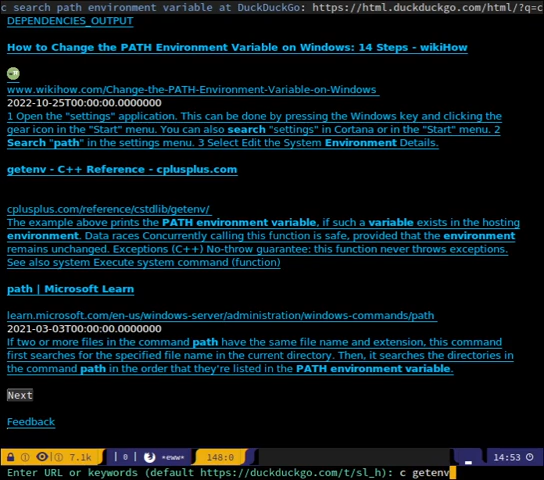 c search path environment variable at DuckDuckGo: https://html.duckduckgo.com/html/?q=c
DEPENDENCIES_OUTPUT
How to Change the PATH Environment Variable on Windows: 14 Steps - wikiHow
www.wikihow.com/Change-the-PATH-Environment-Variable-on-Windows
2022-10-25T00:00:00.0000000
1 Open the "settings" application. This can be done by pressing the Windows key and clicking the
gear icon in the "Start" menu. You can also search "settings" in Cortana or in the "Start" menu. 2
Search "path" in the settings menu. 3 Select Edit the System Environment Details.
getenv - C++ Reference - cplusplus.com
cplusplus.com/reference/cstdlib/getenv/
The example above prints the PATH environment variable, if such a variable exists in the hosting
environment. Data races Concurrently calling this function is safe, provided that the environment
remains unchanged. Exceptions (C++) No-throw guarantee: this function never throws exceptions.
See also system Execute system command (function)
path | Microsoft Learn
learn.microsoft.com/en-us/windows-server/administration/windows-commands/path
2021-03-03T00:00:00.0000000
If two or more files in the command path have the same file name and extension, this command
first searches for the specified file name in the current directory. Then, it searches the directories in
the command path in the order that they're listed in the PATH environment variable.
Next
Feedback
7.1k | 0 *eww* 148:0 14:53
Enter URL or keywords (default https://duckduckgo.com/t/sl_h): c getenv